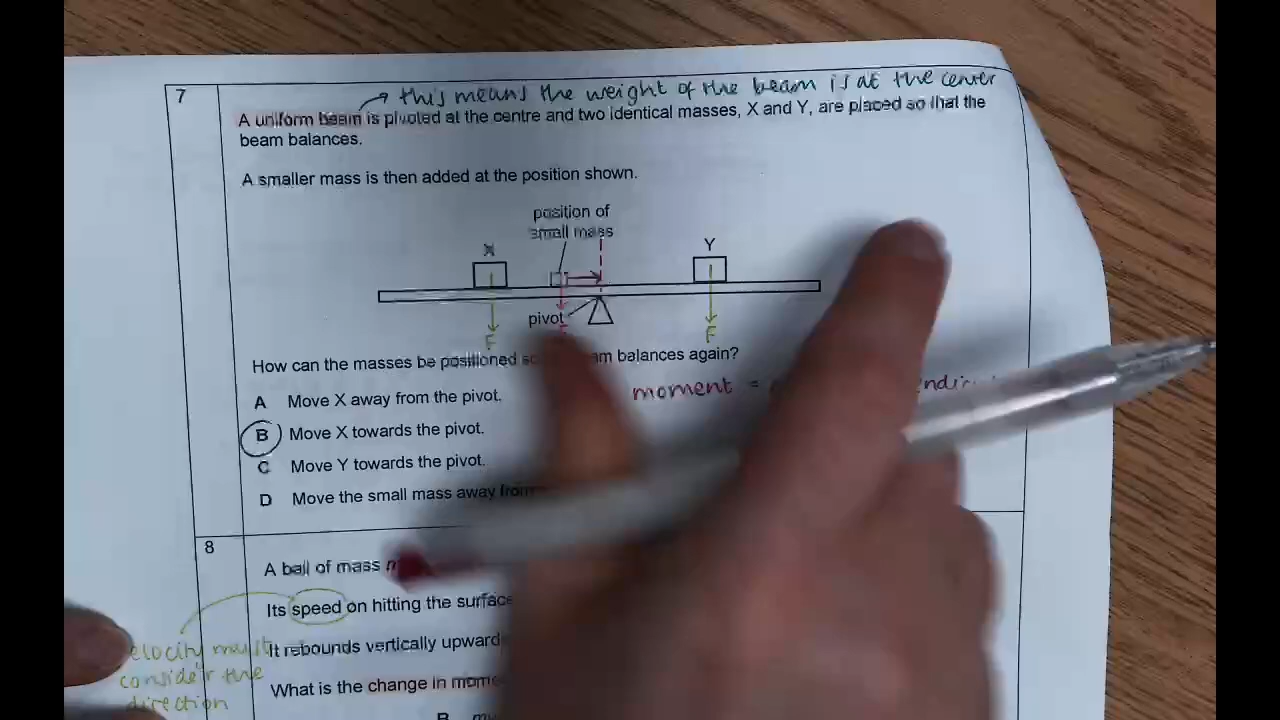 7
this means the weight of the beam is at the center
A uniform beam is pivoted at the centre and two identical masses, X and Y, are placed so that the
beam balances.
A smaller mass is then added at the position shown.
position of
small mass
X
Y
pivot
F
F
How can the masses be positioned so beam balances again?
moment =
A Move X away from the pivot.
B Move X towards the pivot.
C Move Y towards the pivot.
D Move the small mass away from
8
A ball of mass m
Its speed on hitting the surface
It rebounds vertically upward
velocity must
consider the
direction
What is the change in mome
B